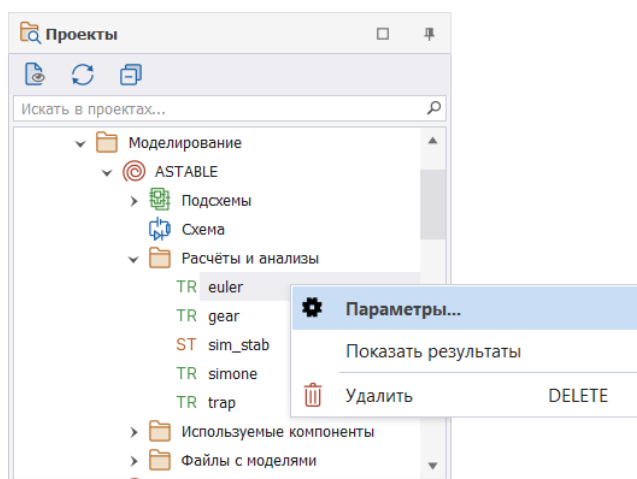 Проекты
Искать в проектах...
Моделирование
ASTABLE
Подсхемы
Схема
Расчёты и анализы
TR euler
TR gear
ST sim_stab
TR simone
TR trap
Используемые компоненты
Файлы с моделями
Параметры...
Показать результаты
Удалить DELETE